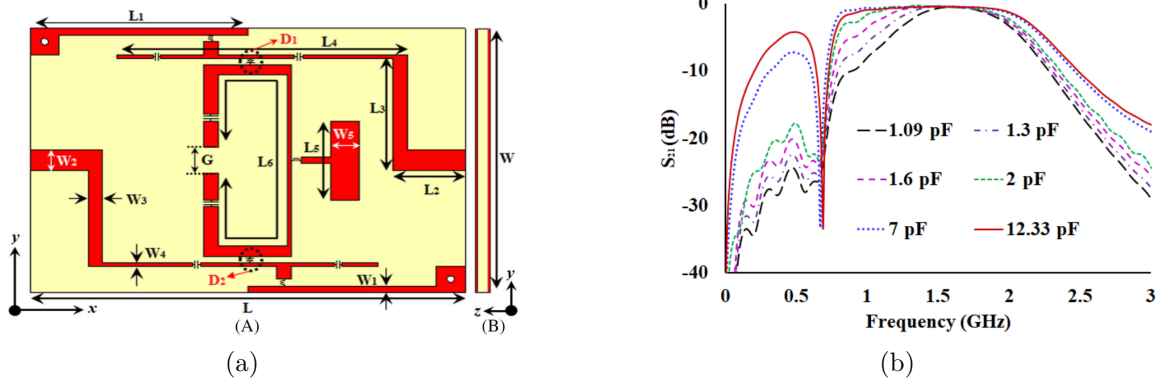 L1
D1
L4
L3
W5
W2
G
L5
L6
W
L2
W3
W4
y
D2
W1
y
x
L
(A)
z
(B)
(a)
0
-10
-20
-30
-40
S21(dB)
1.09 pF
1.3 pF
1.6 pF
2 pF
7 pF
12.33 pF
0
0.5
1
1.5
2
2.5
3
Frequency (GHz)
(b)